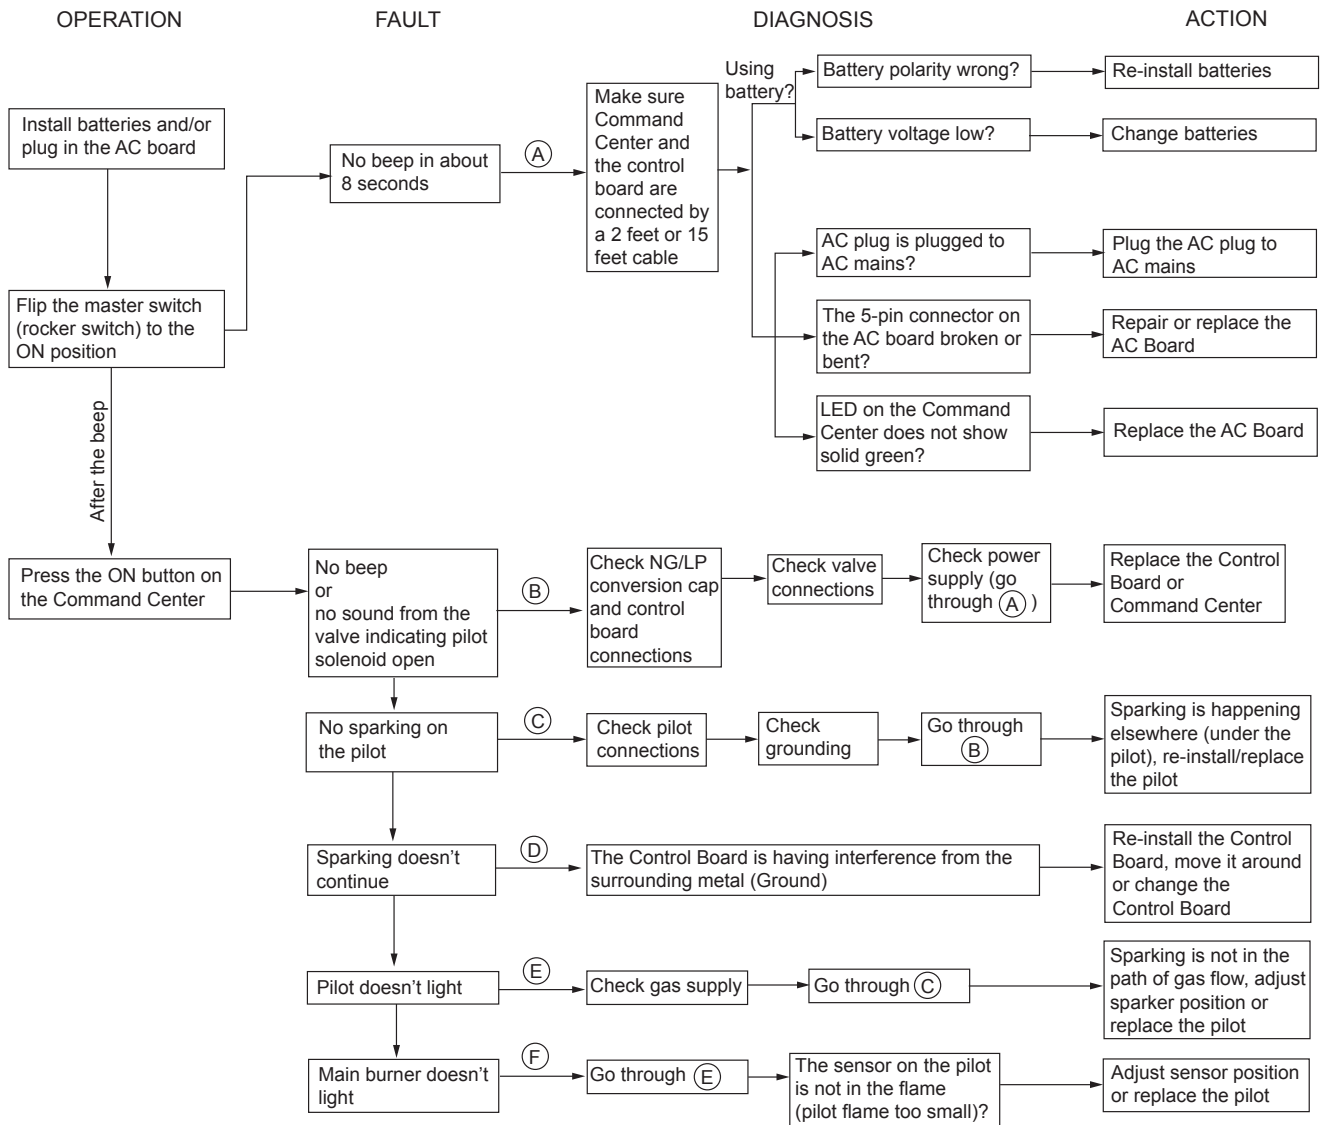 OPERATION
FAULT
DIAGNOSIS
ACTION
Install batteries and/or
plug in the AC board
Flip the master switch
(rocker switch) to the
ON position
No beep in about
8 seconds
A
Make sure
Command
Center and
the control
board are
connected by
a 2 feet or 15
feet cable
Using
battery?
Battery polarity wrong?
Re-install batteries
Battery voltage low?
Change batteries
AC plug is plugged to
AC mains?
Plug the AC plug to
AC mains
The 5-pin connector on
the AC board broken or
bent?
Repair or replace the
AC Board
LED on the Command
Center does not show
solid green?
Replace the AC Board
After the beep
Press the ON button on
the Command Center
No beep
or
no sound from the
valve indicating pilot
solenoid open
B
Check NG/LP
conversion cap
and control
board
connections
Check valve
connections
Check power
supply (go
through A )
Replace the Control
Board or
Command Center
No sparking on
the pilot
C
Check pilot
connections
Check
grounding
Go through
B
Sparking is happening
elsewhere (under the
pilot), re-install/replace
the pilot
Sparking doesn't
continue
D
The Control Board is having interference from the
surrounding metal (Ground)
Re-install the Control
Board, move it around
or change the
Control Board
Pilot doesn't light
E
Check gas supply
Go through C
Sparking is not in the
path of gas flow, adjust
sparker position or
replace the pilot
Main burner doesn't
light
F
Go through E
The sensor on the pilot
is not in the flame
(pilot flame too small)?
Adjust sensor position
or replace the pilot